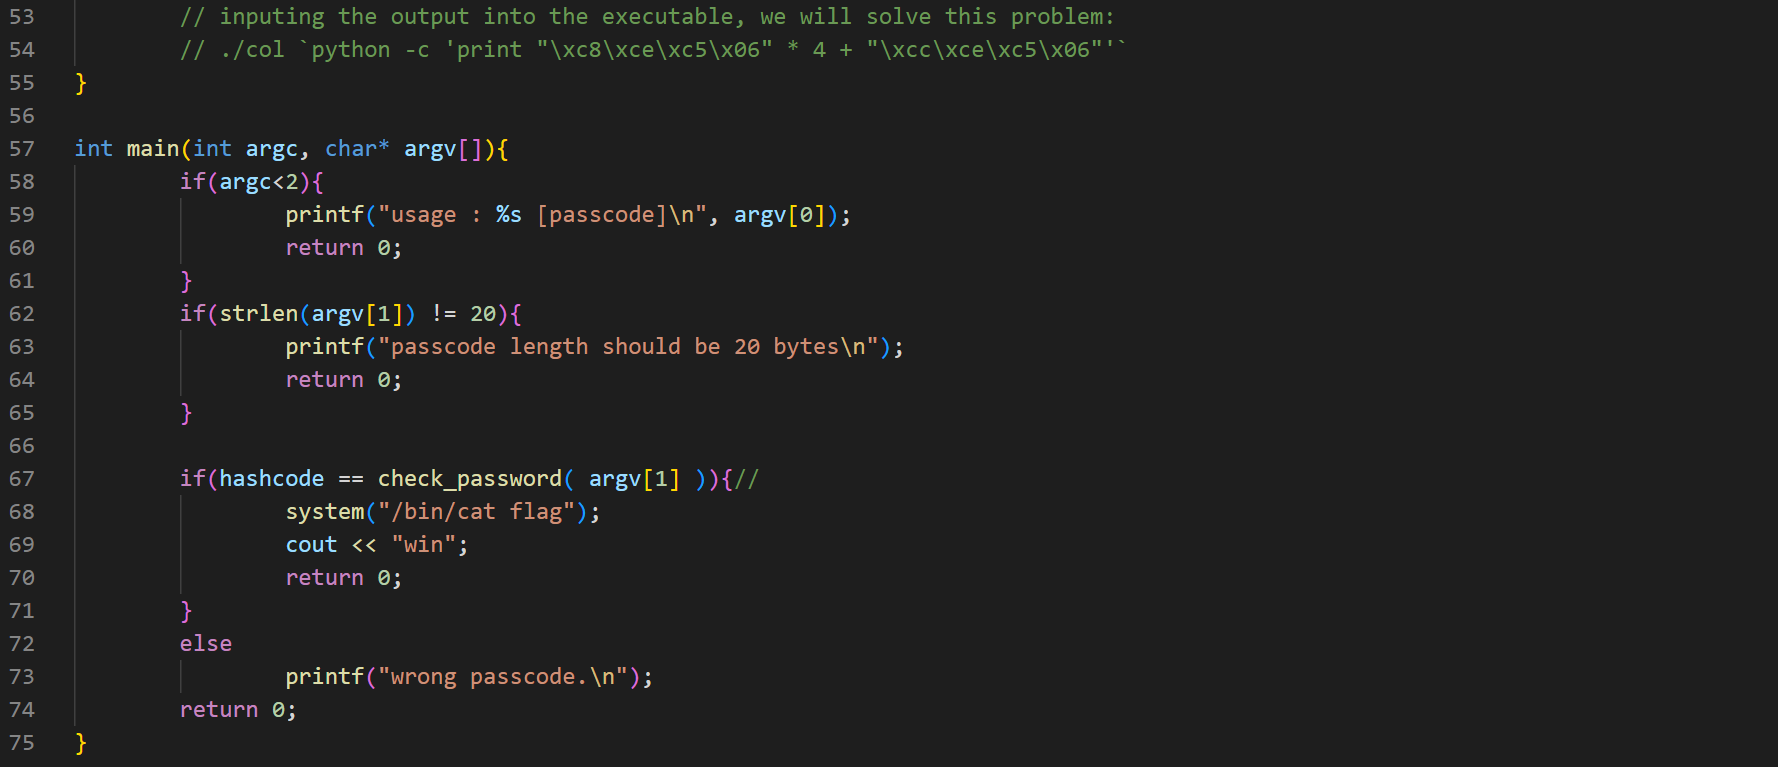 53 // inputing the output into the executable, we will solve this problem:
54 // ./col `python -c 'print "\xc8\xce\xc5\x06" * 4 + "\xcc\xce\xc5\x06"'`
55 }
56
57 int main(int argc, char* argv[]){
58 if(argc<2){
59 printf("usage : %s [passcode]\n", argv[0]);
60 return 0;
61 }
62 if(strlen(argv[1]) != 20){
63 printf("passcode length should be 20 bytes\n");
64 return 0;
65 }
66
67 if(hashcode == check_password( argv[1] )){//
68 system("/bin/cat flag");
69 cout << "win";
70 return 0;
71 }
72 else
73 printf("wrong passcode.\n");
74 return 0;
75 }